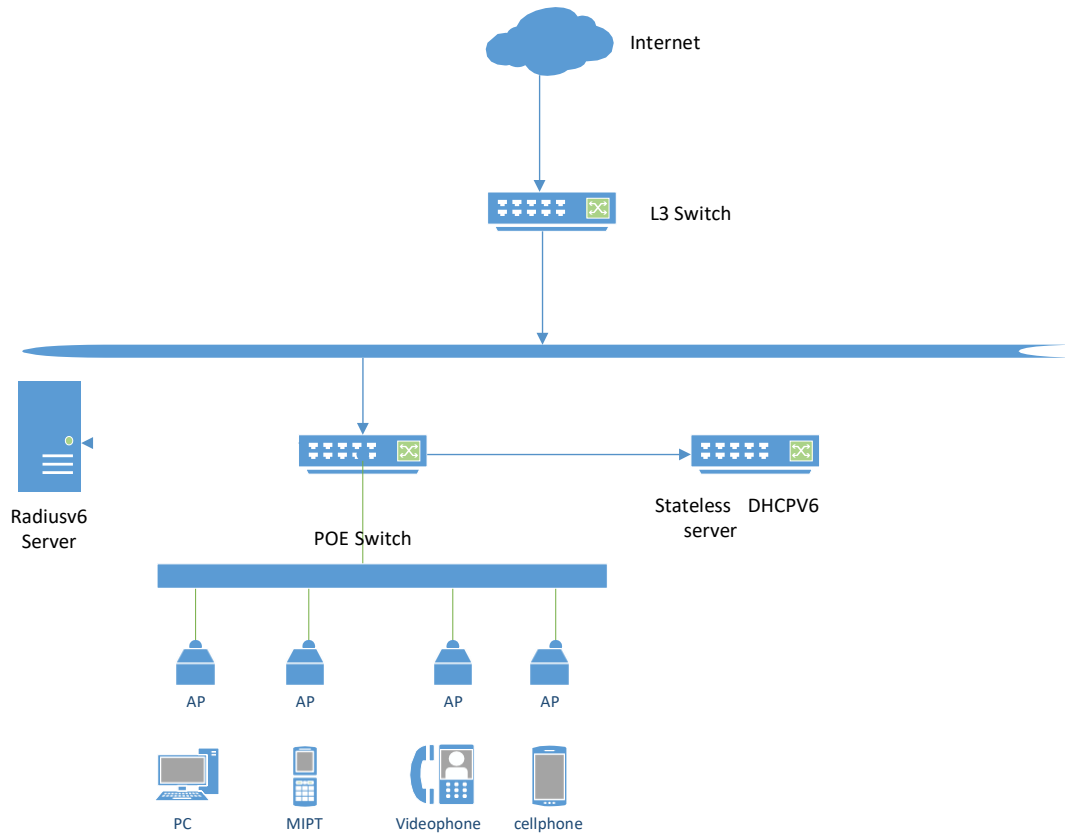 Internet
L3 Switch
Radiusv6
Server
POE Switch
Stateless DHCPV6
server
AP
AP
AP
AP
PC
MIPT
Videophone
cellphone